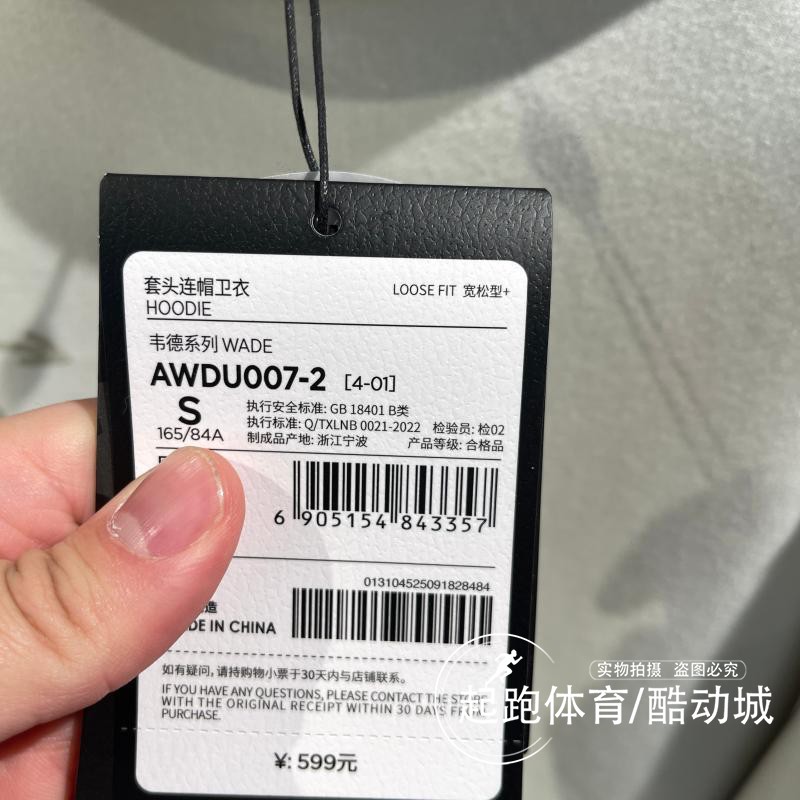 套头连帽卫衣
HOODIE
LOOSE FIT 宽松型+
韦德系列 WADE
AWDU007-2 [4-01]
S
165/84A
执行安全标准: GB 18401 B类
执行标准: Q/TXLNB 0021-2022 检验员: 检02
制成品产地: 浙江宁波 产品等级: 合格品
6 905154 843357
013104525091828484
造
DE IN CHINA
如有疑问,请持购物小票于30天内与店铺联系。
IF YOU HAVE ANY QUESTIONS, PLEASE CONTACT THE STORE
WITH THE ORIGINAL RECEIPT WITHIN 30 DAYS FROM
PURCHASE.
¥: 599元
实物拍摄 盗图必究
起跑体育/酷动城